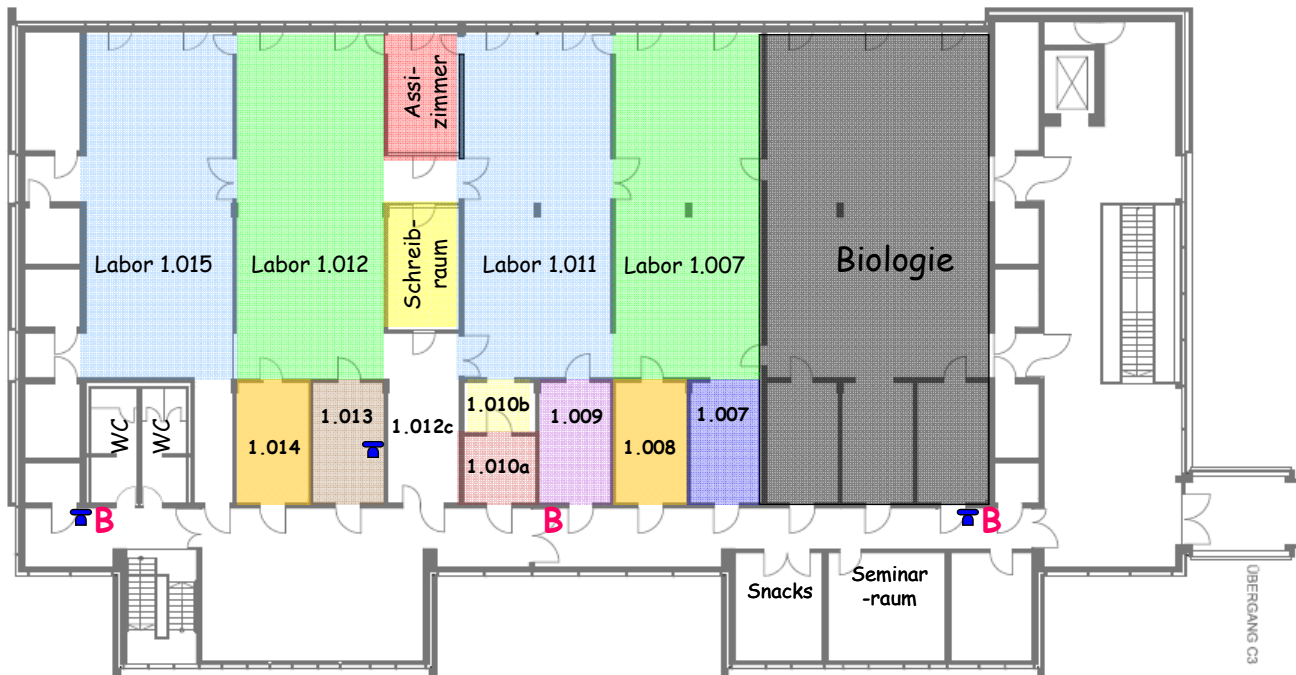 Assi-
zimmer
Schreib-
raum
Labor 1.015
Labor 1.012
Labor 1.011
Labor 1.007
Biologie
WC
WC
1.014
1.013
1.012c
1.010b
1.010a
1.009
1.008
1.007
B
B
B
Snacks
Seminar
-raum
ÜBERGANG C3